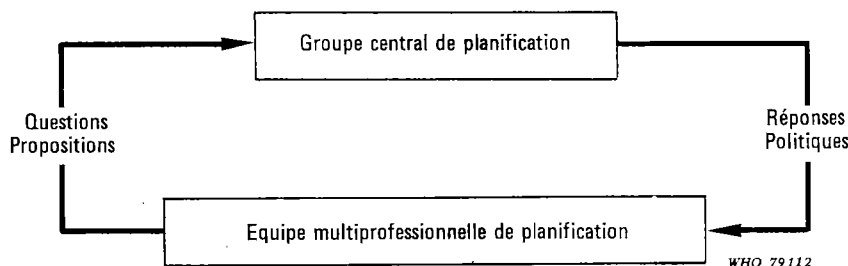 Groupe central de planification
Questions
Propositions
Réponses
Politiques
Equipe multiprofessionnelle de planification
WHO 79112